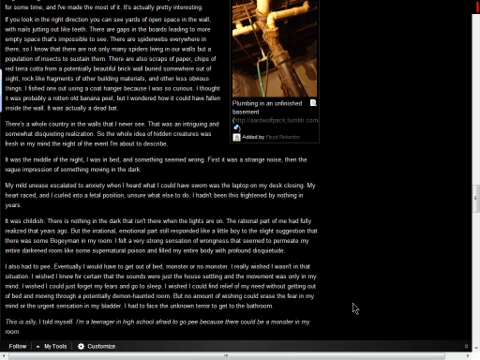 for some time, and I've made the most of it. It's actually pretty interesting
If you look in the right direction you can see yards of open space in the wall,
with nails jutting out like teeth. There are gaps in the boards leading to more
empty space that's impossible to see. There are spiderwebs everywhere in
there, so I know that there are not only many spiders living in our walls but a
population of insects to sustain them. There are also scraps of paper, chips of
red terra cotta from a potentially beautiful brick wall buried somewhere out of
sight, rock like fragments of other building materials, and other less obvious
things. I fished one out using a coat hanger because I was so curious. I thought
it was probably a rotten old banana peel, but I wondered how it could have fallen
inside the wall. It was actually a dead bat.
Plumbing in an unfinished
basement
(http://aardwolfpack.tumblr.com
Added by Floyd Pinkerton
There's a whole country in the walls that I never see. That was an intriguing and
somewhat disquieting realization. So the whole idea of hidden creatures was
fresh in my mind the night of the event I'm about to describe.
It was the middle of the night, I was in bed, and something seemed wrong. First it was a strange noise, then the
vague impression of something moving in the dark.
My mild unease escalated to anxiety when I heard what I could have sworn was the laptop on my desk closing. My
heart raced, and I curled into a fetal position, unsure what else to do. I hadn't been this frightened by nothing in
years.
It was childish. There is nothing in the dark that isn't there when the lights are on. The rational part of me had fully
realized that years ago. But the irrational, emotional part still responded like a little boy to the slight suggestion that
there was some Bogeyman in my room. I felt a very strong sensation of wrongness that seemed to permeate my
entire darkened room like some supernatural poison and filled my entire body with profound disquietude.
I also had to pee. Eventually I would have to get out of bed, monster or no monster. I really wished I wasn't in that
situation. I wished I knew for certain that the sounds were just the house settling and the movement was only in my
mind. I wished I could just forget my fears and go to sleep. I wished I could find relief of my need without getting out
of bed and moving through a potentially demon-haunted room. But no amount of wishing could erase the fear in my
mind or the urgent sensation in my bladder. I had to face the unknown terror to get to the bathroom.
This is silly, I told myself. I'm a teenager in high school afraid to go pee because there could be a monster in my
room.
Follow My Tools Customize